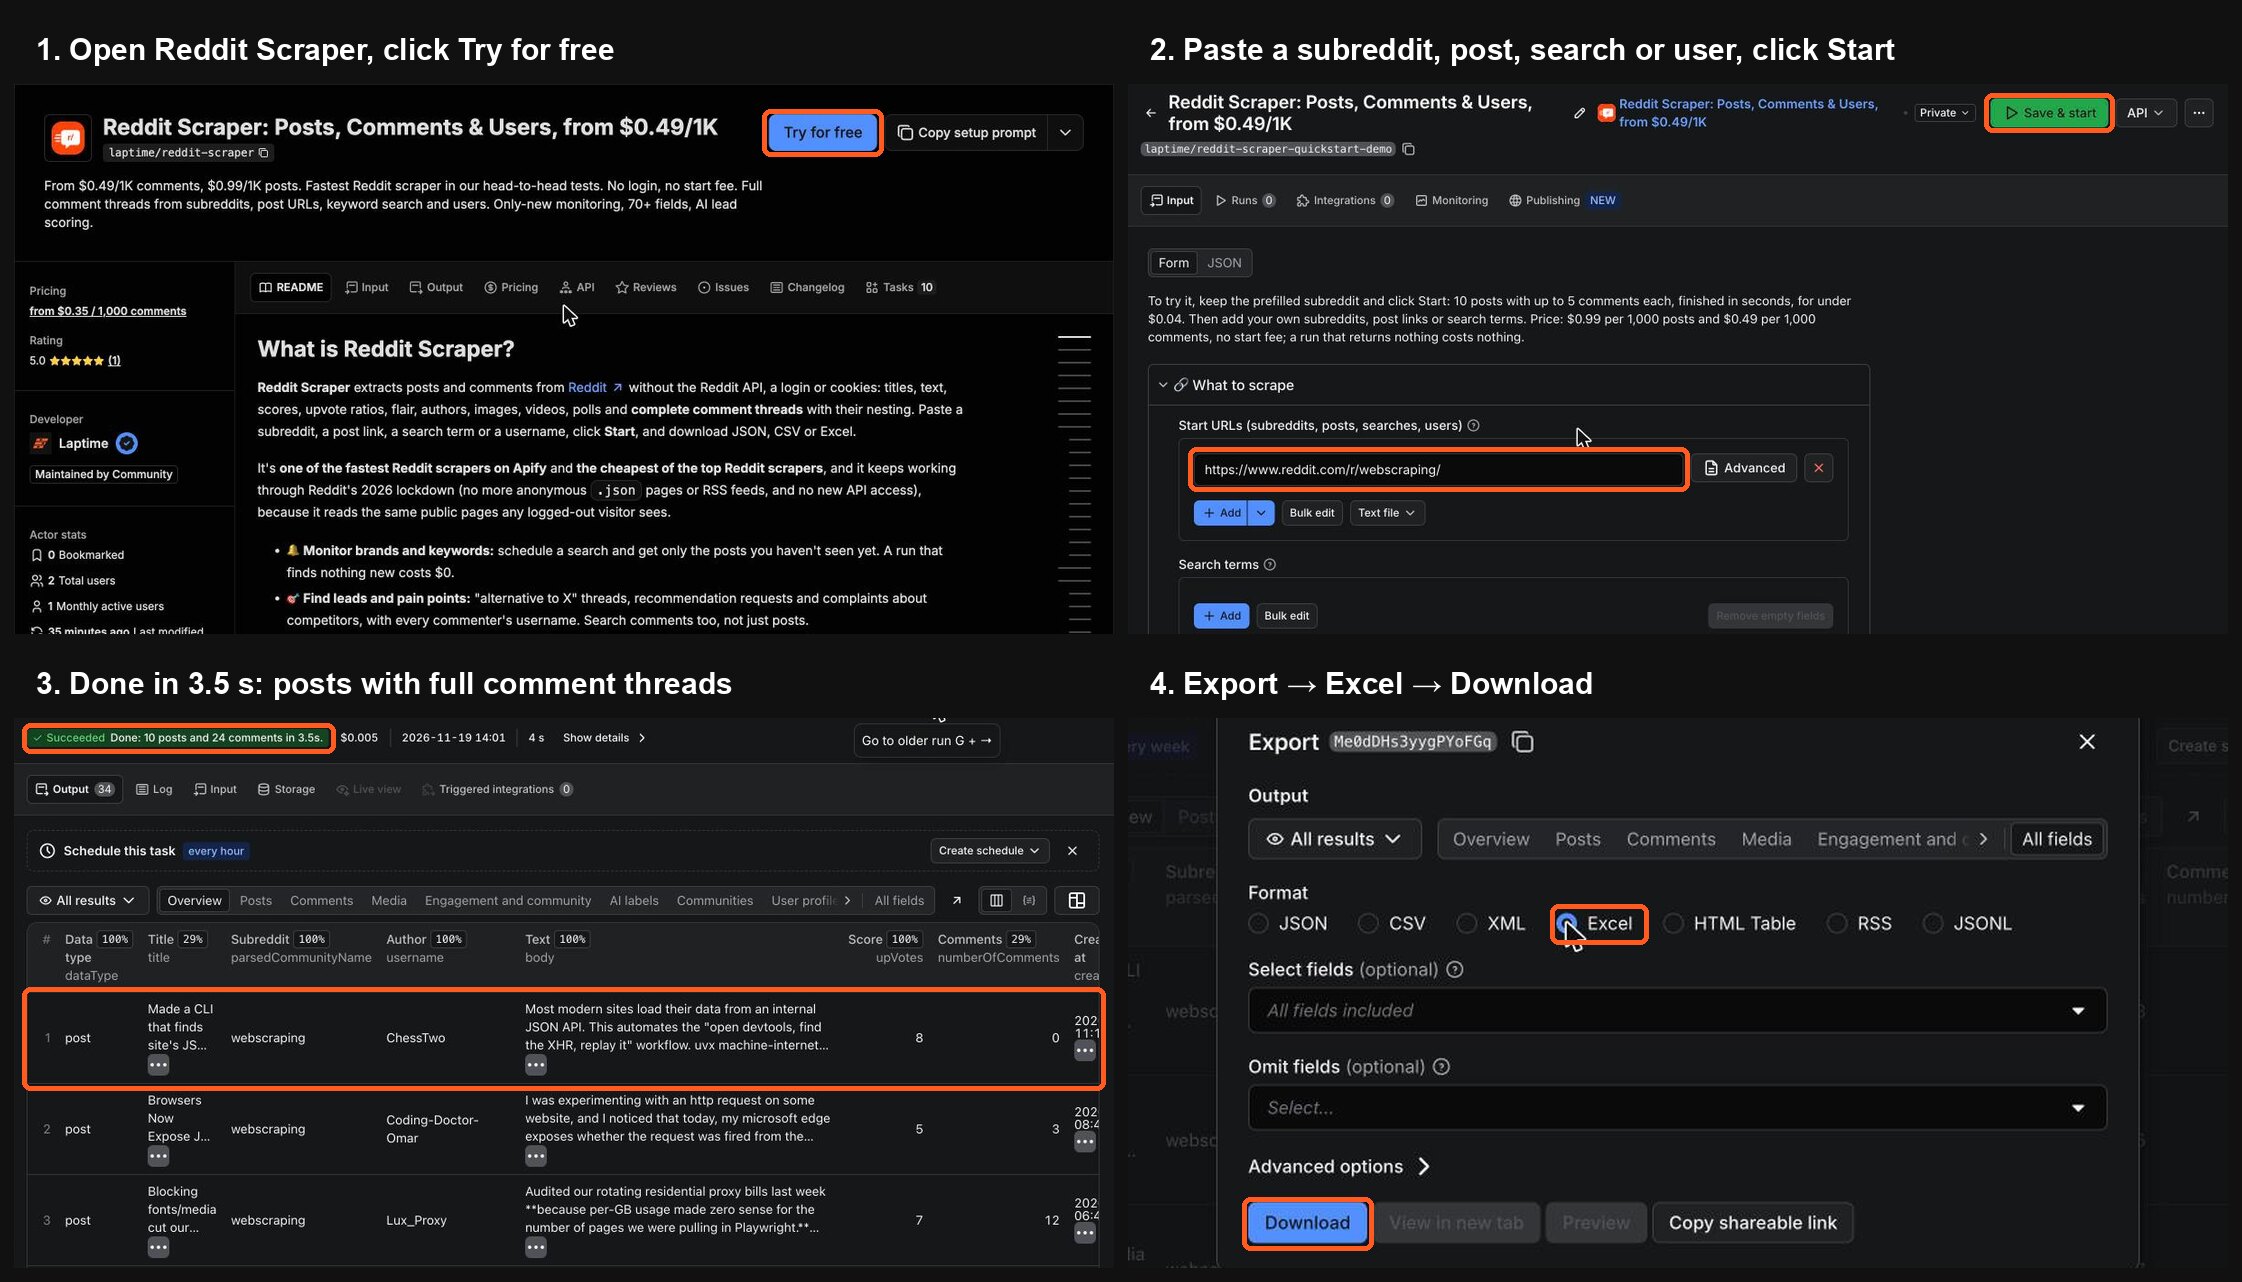 1. Open Reddit Scraper, click Try for free
Reddit Scraper: Posts, Comments & Users, from $0.49/1K
laptime/reddit-scraper
Try for free
Copy setup prompt
From $0.49/1K comments, $0.99/1K posts. Fastest Reddit scraper in our head-to-head tests. No login, no start fee. Full
comment threads from subreddits, post URLs, keyword search and users. Only-new monitoring, 70+ fields, AI lead
scoring.
Pricing
from $0.35 / 1,000 comments
Rating
5.0 (1)
Developer
Laptime
Maintained by Community
Actor stats
0 Bookmarked
2 Total users
1 Monthly active users
35 minutes ago Last modified
README Input Output Pricing API Reviews Issues Changelog Tasks 10
What is Reddit Scraper?
Reddit Scraper extracts posts and comments from Reddit ↗ without the Reddit API, a login or cookies: titles, text,
scores, upvote ratios, flair, authors, images, videos, polls and complete comment threads with their nesting. Paste a
subreddit, a post link, a search term or a username, click Start, and download JSON, CSV or Excel.
It's one of the fastest Reddit scrapers on Apify and the cheapest of the top Reddit scrapers, and it keeps working
through Reddit's 2026 lockdown (no more anonymous .json pages or RSS feeds, and no new API access),
because it reads the same public pages any logged-out visitor sees.
• 🔔 Monitor brands and keywords: schedule a search and get only the posts you haven't seen yet. A run that
finds nothing new costs $0.
• 🎯 Find leads and pain points: "alternative to X" threads, recommendation requests and complaints about
competitors, with every commenter's username. Search comments too, not just posts.
2. Paste a subreddit, post, search or user, click Start
Reddit Scraper: Posts, Comments & Users,
from $0.49/1K
Reddit Scraper: Posts, Comments & Users,
from $0.49/1K
Private
Save & start
API
laptime/reddit-scraper-quickstart-demo
Input Runs 0 Integrations 0 Monitoring Publishing NEW
Form JSON
To try it, keep the prefilled subreddit and click Start: 10 posts with up to 5 comments each, finished in seconds, for under
$0.04. Then add your own subreddits, post links or search terms. Price: $0.99 per 1,000 posts and $0.49 per 1,000
comments, no start fee; a run that returns nothing costs nothing.
What to scrape
Start URLs (subreddits, posts, searches, users)
https://www.reddit.com/r/webscraping/
Advanced
+ Add Bulk edit Text file
Search terms
+ Add Bulk edit Remove empty fields
3. Done in 3.5 s: posts with full comment threads
Succeeded Done: 10 posts and 24 comments in 3.5s. $0.005 2026-11-19 14:01 4 s Show details
Go to older run G + →
Output 34 Log Input Storage Live view Triggered integrations 0
Schedule this task every hour
Create schedule
All results Overview Posts Comments Media Engagement and community AI labels Communities User profile All fields
# Data 100% Title 29% Subreddit 100% Author 100% Text 100% Score 100% Comments 29% Crea
type title parsedCommunityName username body upVotes numberOfComments at
dataType crea
1 post
Made a CLI
that finds
site's JS...
webscraping
ChessTwo
Most modern sites load their data from an internal
JSON API. This automates the "open devtools, find
the XHR, replay it" workflow. uvx machine-internet...
8
0
202
11:1
2 post
Browsers
Now
Expose J...
webscraping
Coding-Doctor-
Omar
I was experimenting with an http request on some
website, and I noticed that today, my microsoft edge
exposes whether the request was fired from the...
5
3
202
08:4
3 post
Blocking
fonts/media
cut our...
webscraping
Lux_Proxy
Audited our rotating residential proxy bills last week
**because per-GB usage made zero sense for the
number of pages we were pulling in Playwright.**...
7
12
202
06:4
4. Export → Excel → Download
Export Me0dDHs3yygPYoFGq
Output
All results Overview Posts Comments Media Engagement and c All fields
Format
JSON CSV XML Excel HTML Table RSS JSONL
Select fields (optional)
All fields included
Omit fields (optional)
Select...
Advanced options
Download View in new tab Preview Copy shareable link